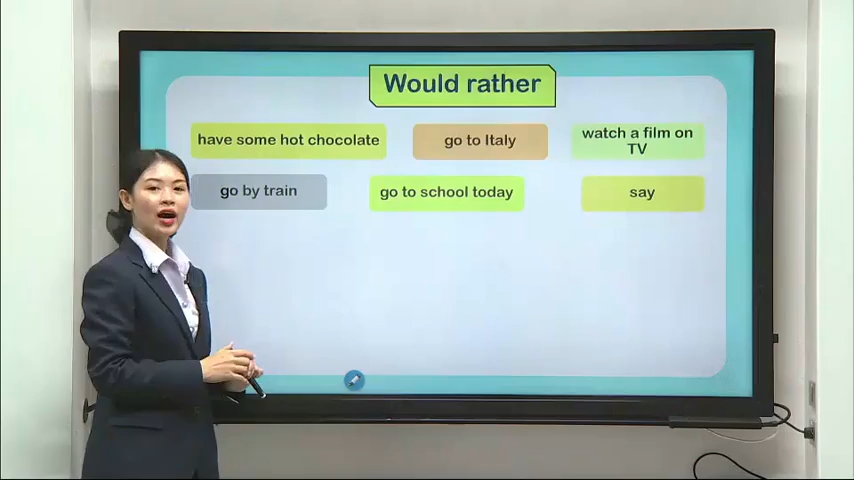 Would rather
have some hot chocolate
go to Italy
watch a film on
TV
go by train
go to school today
say